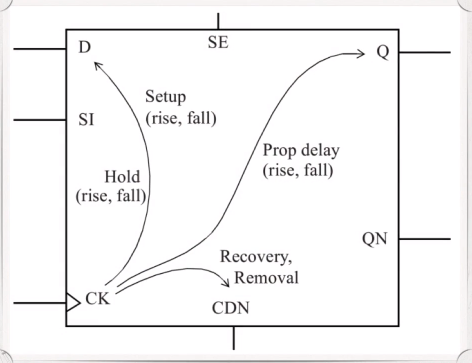 SE
D
Q
Setup
(rise, fall)
SI
Prop delay
(rise, fall)
Hold
(rise, fall)
QN
Recovery,
Removal
CK
CDN